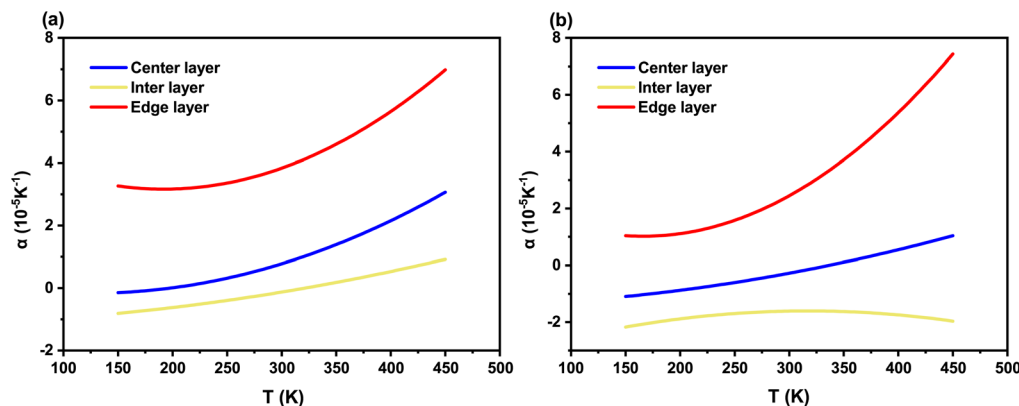 (a)
α (10⁻⁵K⁻¹)
8
6
4
2
0
-2
Center layer
Inter layer
Edge layer
100 150 200 250 300 350 400 450 500
T (K)
(b)
α (10⁻⁵K⁻¹)
8
6
4
2
0
-2
Center layer
Inter layer
Edge layer
100 150 200 250 300 350 400 450 500
T (K)